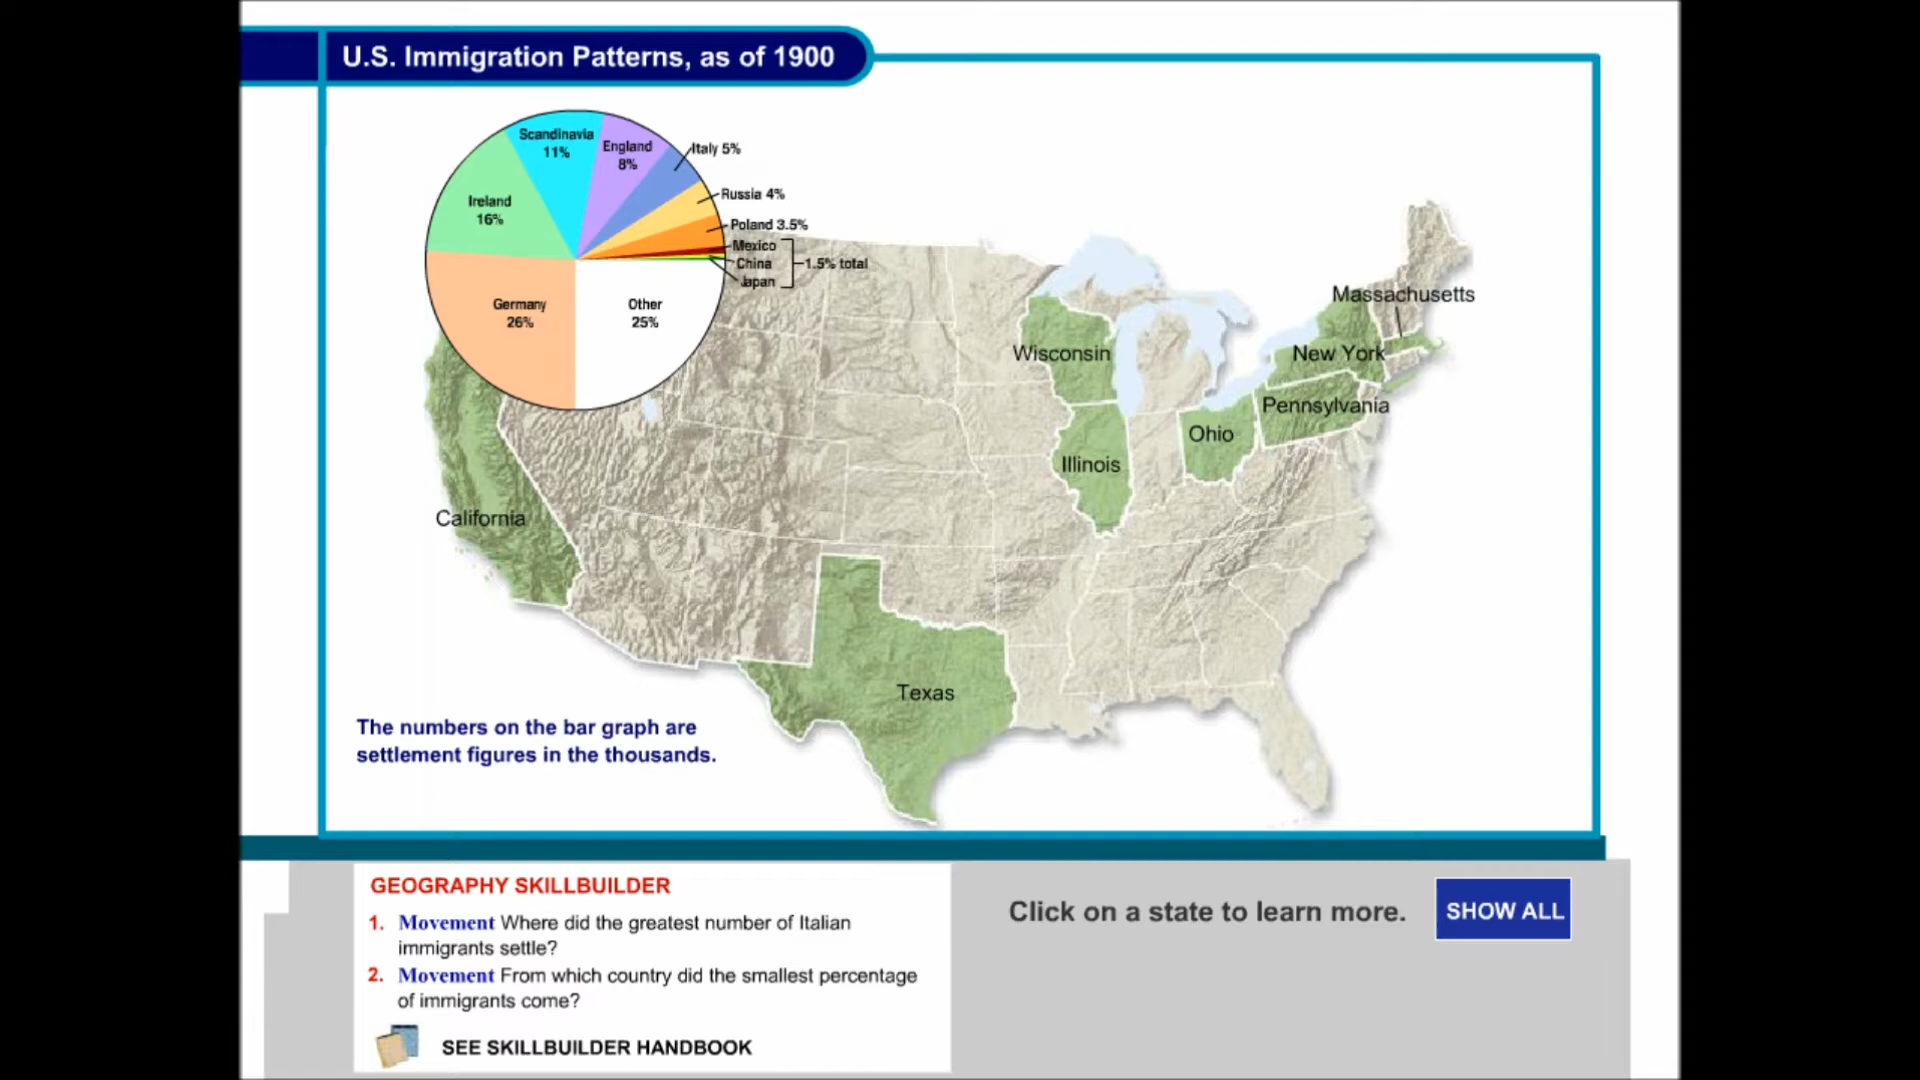 U.S. Immigration Patterns, as of 1900
Scandinavia
11%
England
8%
Italy 5%
Ireland
16%
Russia 4%
Poland 3.5%
Mexico
China
Japan
1.5% total
Germany
26%
Other
25%
Massachusetts
Wisconsin
New York
Pennsylvania
Ohio
Illinois
California
Texas
The numbers on the bar graph are
settlement figures in the thousands.
GEOGRAPHY SKILLBUILDER
1. Movement Where did the greatest number of Italian
immigrants settle?
2. Movement From which country did the smallest percentage
of immigrants come?
SEE SKILLBUILDER HANDBOOK
Click on a state to learn more.
SHOW ALL